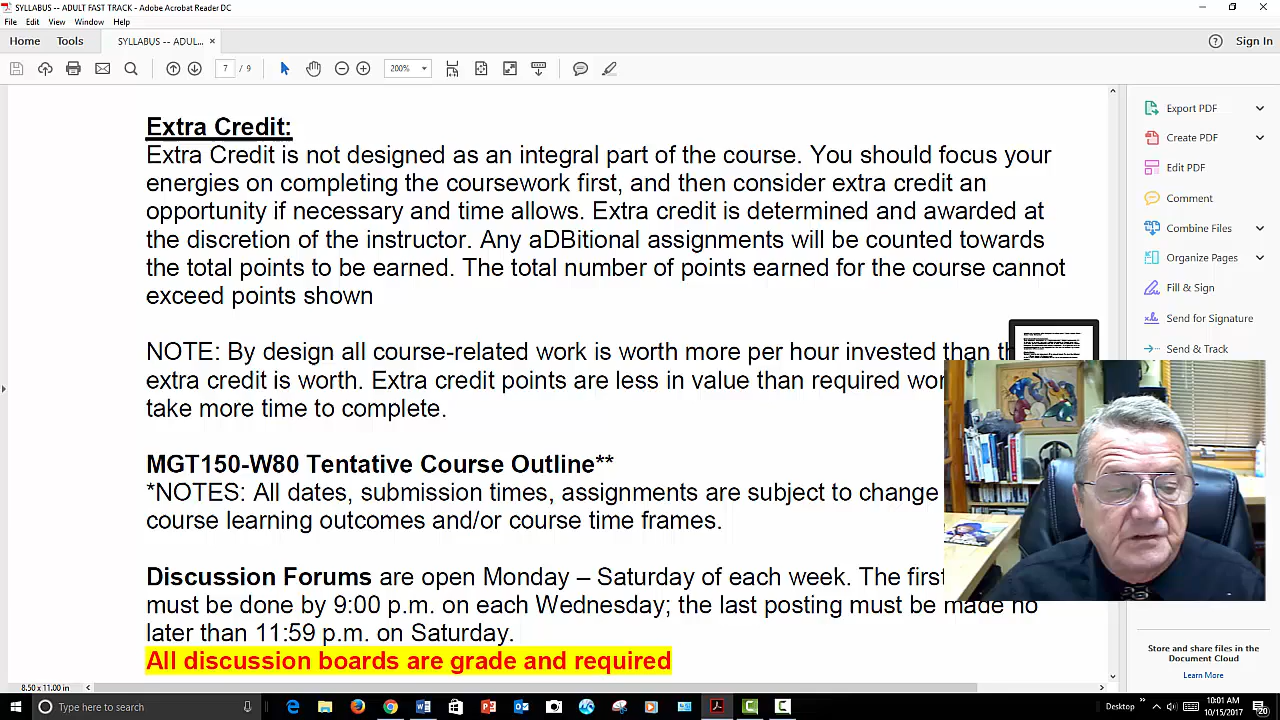 SYLLABUS -- ADULT FAST TRACK - Adobe Acrobat Reader DC
File Edit View Window Help
Home Tools SYLLABUS -- ADUL... × Sign In
7 / 9 200%
Extra Credit:
Extra Credit is not designed as an integral part of the course. You should focus your
energies on completing the coursework first, and then consider extra credit an
opportunity if necessary and time allows. Extra credit is determined and awarded at
the discretion of the instructor. Any aDBitional assignments will be counted towards
the total points to be earned. The total number of points earned for the course cannot
exceed points shown
NOTE: By design all course-related work is worth more per hour invested than
extra credit is worth. Extra credit points are less in value than required
take more time to complete.
MGT150-W80 Tentative Course Outline**
*NOTES: All dates, submission times, assignments are subject to change
course learning outcomes and/or course time frames.
Discussion Forums are open Monday – Saturday of each week. The first
must be done by 9:00 p.m. on each Wednesday; the last posting must be made no
later than 11:59 p.m. on Saturday.
All discussion boards are grade and required
Export PDF
Create PDF
Edit PDF
Comment
Combine Files
Organize Pages
Fill & Sign
Send for Signature
Send & Track
Store and share files in the
Document Cloud
Learn More
8.50 x 11.00 in
Type here to search
Desktop
10:01 AM
10/15/2017
20